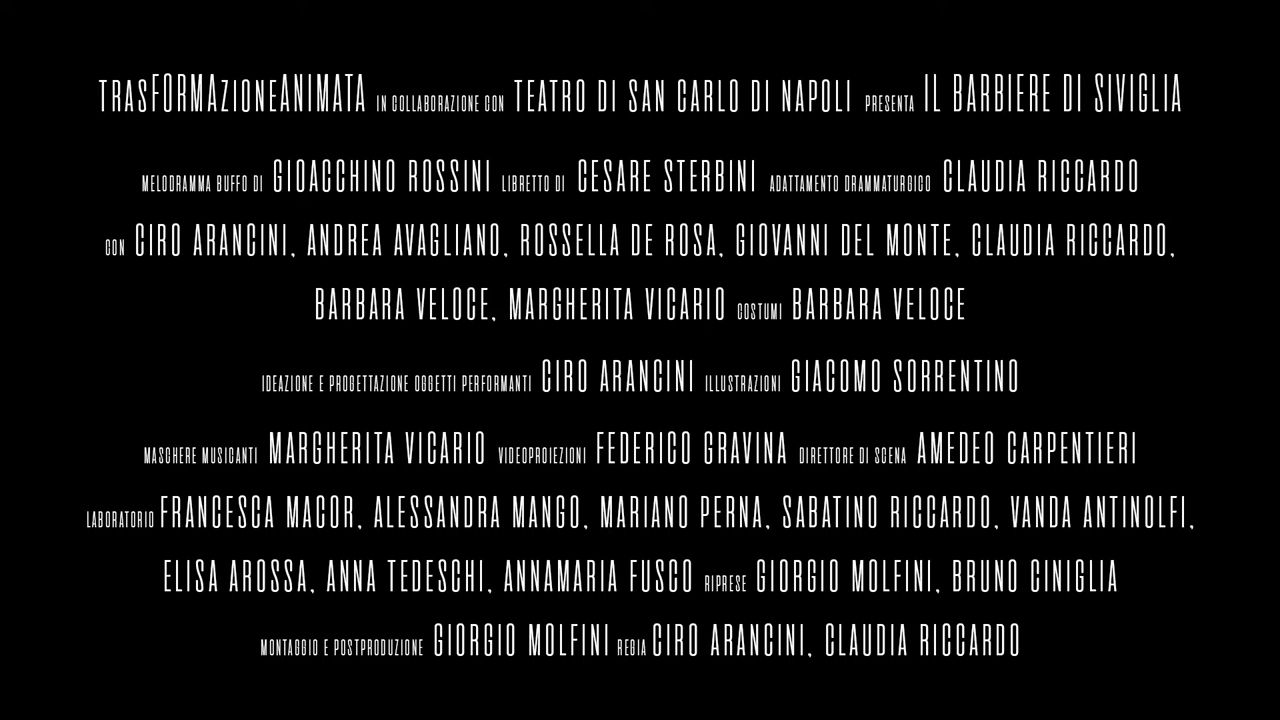 TRASFORMAZIONEANIMATA IN COLLABORAZIONE CON TEATRO DI SAN CARLO DI NAPOLI PRESENTA IL BARBIERE DI SIVIGLIA
MELODRAMMA BUFFO DI GIOACCHINO ROSSINI LIBRETTO DI CESARE STERBINI ADATTAMENTO DRAMMATURGICO CLAUDIA RICCARDO
CON CIRO ARANCINI, ANDREA AVAGLIANO, ROSSELLA DE ROSA, GIOVANNI DEL MONTE, CLAUDIA RICCARDO,
BARBARA VELOCE, MARGHERITA VICARIO COSTUMI BARBARA VELOCE
IDEAZIONE E PROGETTAZIONE OGGETTI PERFORMANTI CIRO ARANCINI ILLUSTRAZIONI GIACOMO SORRENTINO
MASCHERE MUSICANTI MARGHERITA VICARIO VIDEOPROIEZIONI FEDERICO GRAVINA DIRETTORE DI SCENA AMEDEO CARPENTIERI
LABORATORIO FRANCESCA MACOR, ALESSANDRA MANGO, MARIANO PERNA, SABATINO RICCARDO, VANDA ANTINOLFI,
ELISA AROSSA, ANNA TEDESCHI, ANNAMARIA FUSCO RIPRESE GIORGIO MOLFINI, BRUNO CINIGLIA
MONTAGGIO E POSTPRODUZIONE GIORGIO MOLFINI REGIA CIRO ARANCINI, CLAUDIA RICCARDO